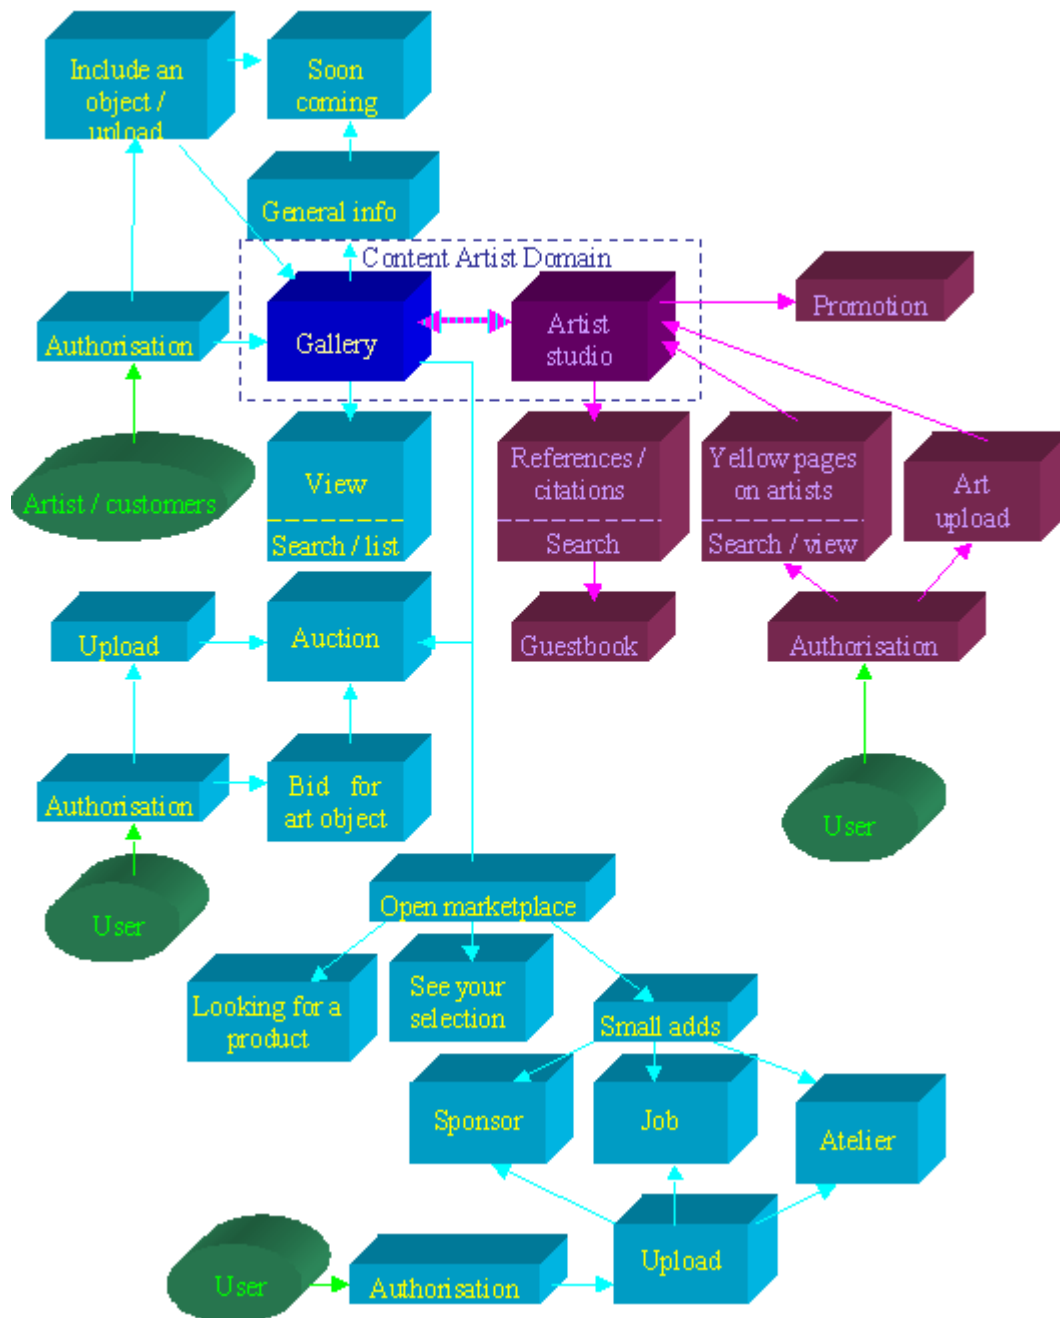 Include an
object /
upload
Soon
coming
General info
Content Artist Domain
Authorisation
Gallery
Artist
studio
Promotion
Artist / customers
View
Search / list
References /
citations
Search
Yellow pages
on artists
Search / view
Art
upload
Upload
Auction
Guestbook
Authorisation
Authorisation
Bid for
art object
User
User
Open marketplace
Looking for a
product
See your
selection
Small adds
Sponsor
Job
Atelier
User
Authorisation
Upload